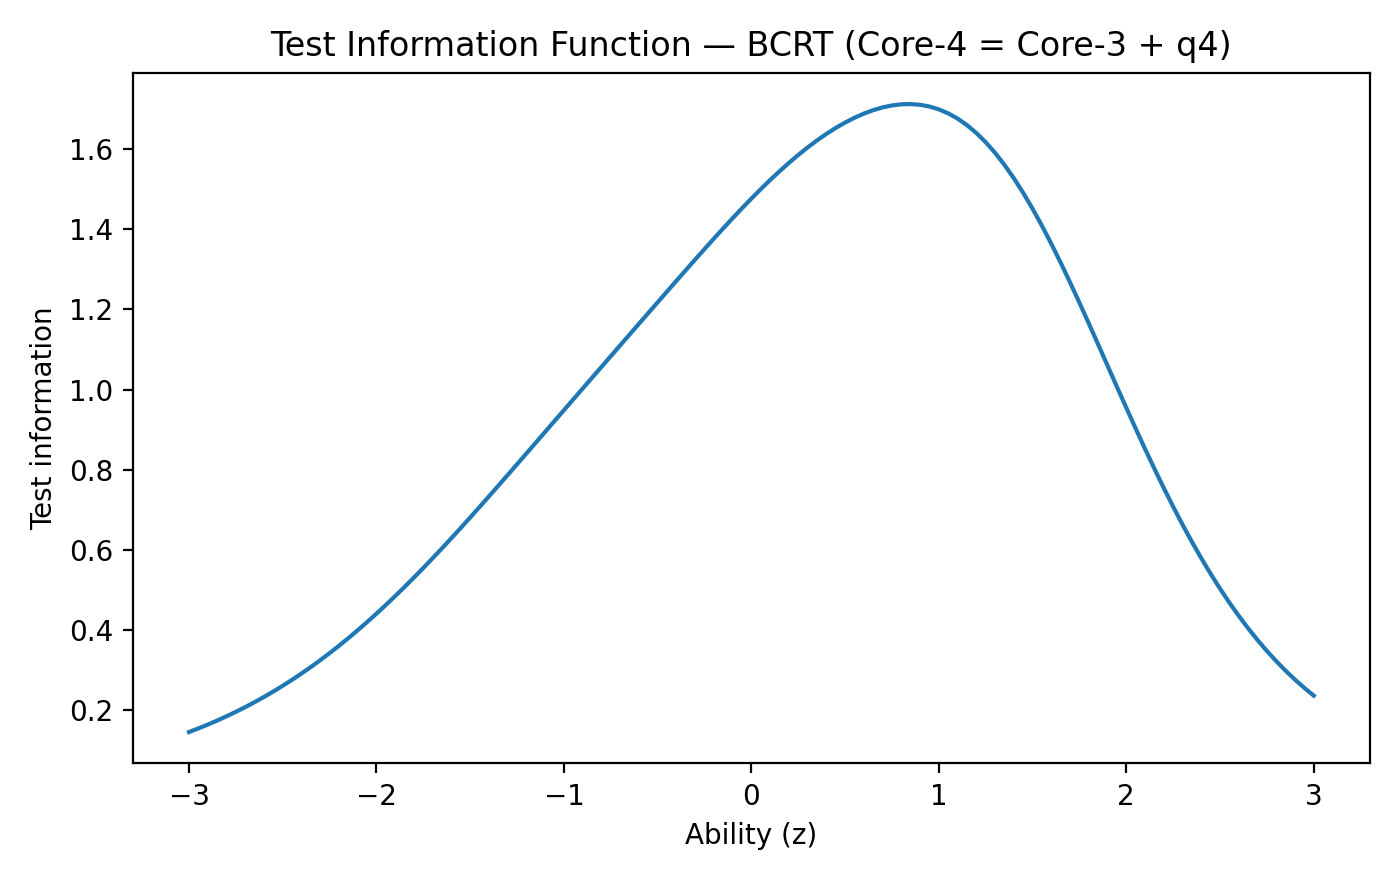 Test Information Function — BCRT (Core-4 = Core-3 + q4)
Test information
1.6
1.4
1.2
1.0
0.8
0.6
0.4
0.2
−3 −2 −1 0 1 2 3
Ability (z)